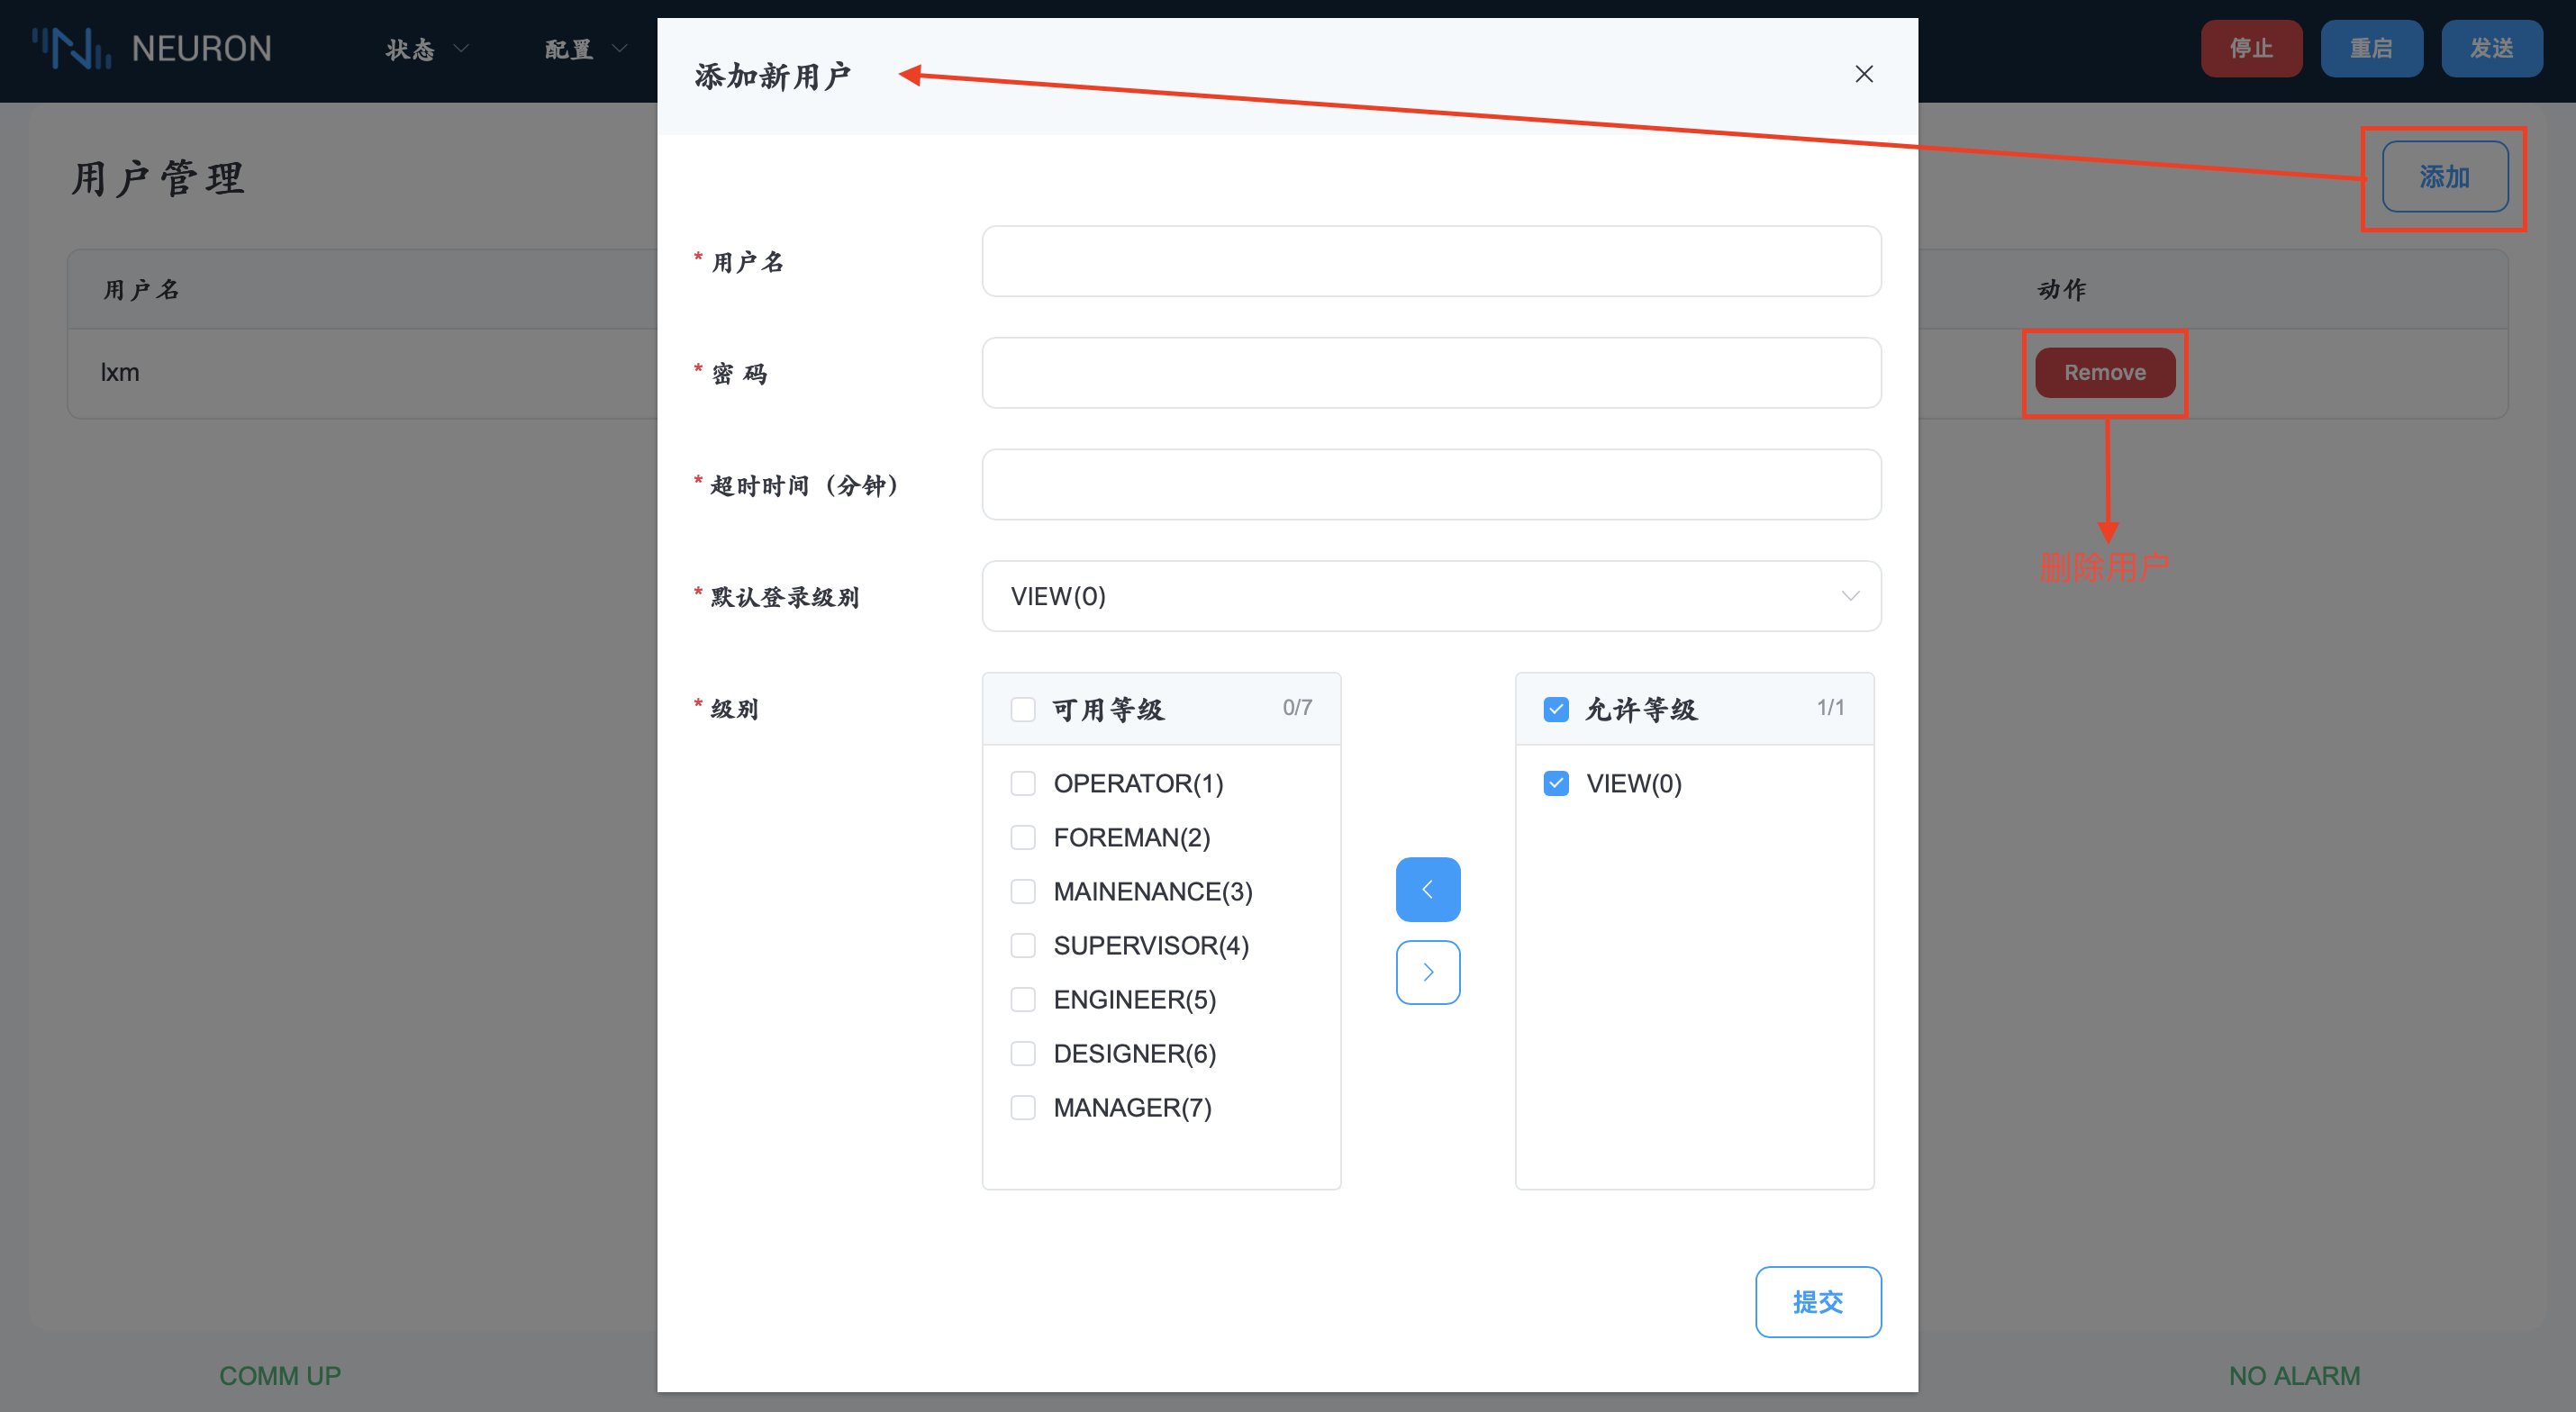 NEURON 状态 配置 停止 重启 发送
添加新用户
用户管理 添加
用户名 动作
lxm Remove
删除用户
* 用户名
* 密 码
* 超时时间（分钟）
* 默认登录级别 VIEW(0)
* 级别
可用等级 0/7
OPERATOR(1)
FOREMAN(2)
MAINENANCE(3)
SUPERVISOR(4)
ENGINEER(5)
DESIGNER(6)
MANAGER(7)
允许等级 1/1
VIEW(0)
提交
COMM UP NO ALARM